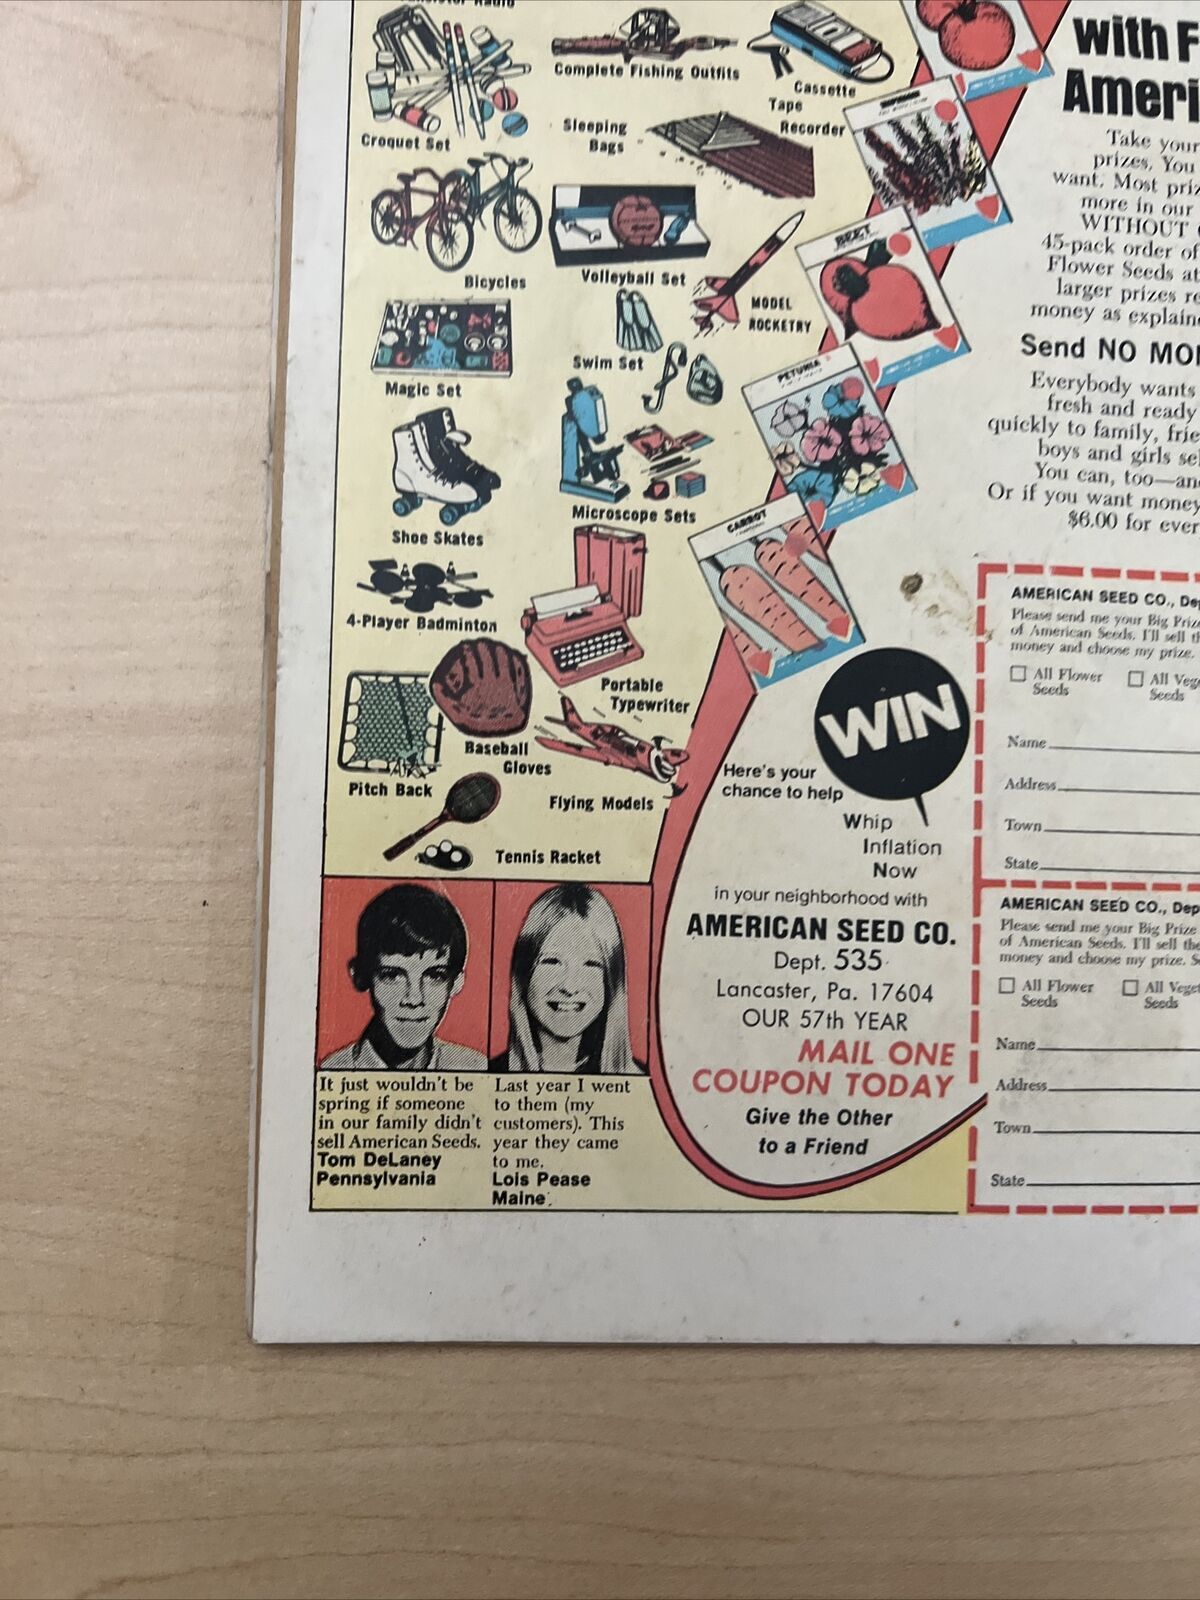 Radio
Complete Fishing Outfits
Cassette
Tape
Recorder
Croquet Set
Sleeping
Bags
Bicycles
Volleyball Set
MODEL
ROCKETRY
Magic Set
Swim Set
Shoe Skates
Microscope Sets
4-Player Badminton
Portable
Typewriter
Baseball
Gloves
Pitch Back
Flying Models
Tennis Racket
BEET
PETUNIA
CARROT
with F
Ameri
Take your
prizes. You
want. Most priz
more in our
WITHOUT
45-pack order of
Flower Seeds at
larger prizes re
money as explaine
Send NO MON
Everybody wants
fresh and ready
quickly to family, frie
boys and girls sel
You can, too—and
Or if you want money
$6.00 for ever
WIN
Here's your
chance to help
Whip
Inflation
Now
in your neighborhood with
AMERICAN SEED CO.
Dept. 535
Lancaster, Pa. 17604
OUR 57th YEAR
MAIL ONE
COUPON TODAY
Give the Other
to a Friend
It just wouldn't be
spring if someone
in our family didn't
sell American Seeds.
Tom DeLaney
Pennsylvania
Last year I went
to them (my
customers). This
year they came
to me.
Lois Pease
Maine
AMERICAN SEED CO., Dep
Please send me your Big Prize
of American Seeds. I'll sell th
money and choose my prize.
All Flower
Seeds
All Vege
Seeds
Name
Address
Town
State
AMERICAN SEED CO., Dep
Please send me your Big Prize
of American Seeds. I'll sell the
money and choose my prize. S
All Flower
Seeds
All Veget
Seeds
Name
Address
Town
State